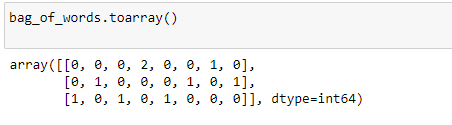 bag_of_words.toarray()
array([[0, 0, 0, 2, 0, 0, 1, 0],
[0, 1, 0, 0, 0, 1, 0, 1],
[1, 0, 1, 0, 1, 0, 0, 0]], dtype=int64)